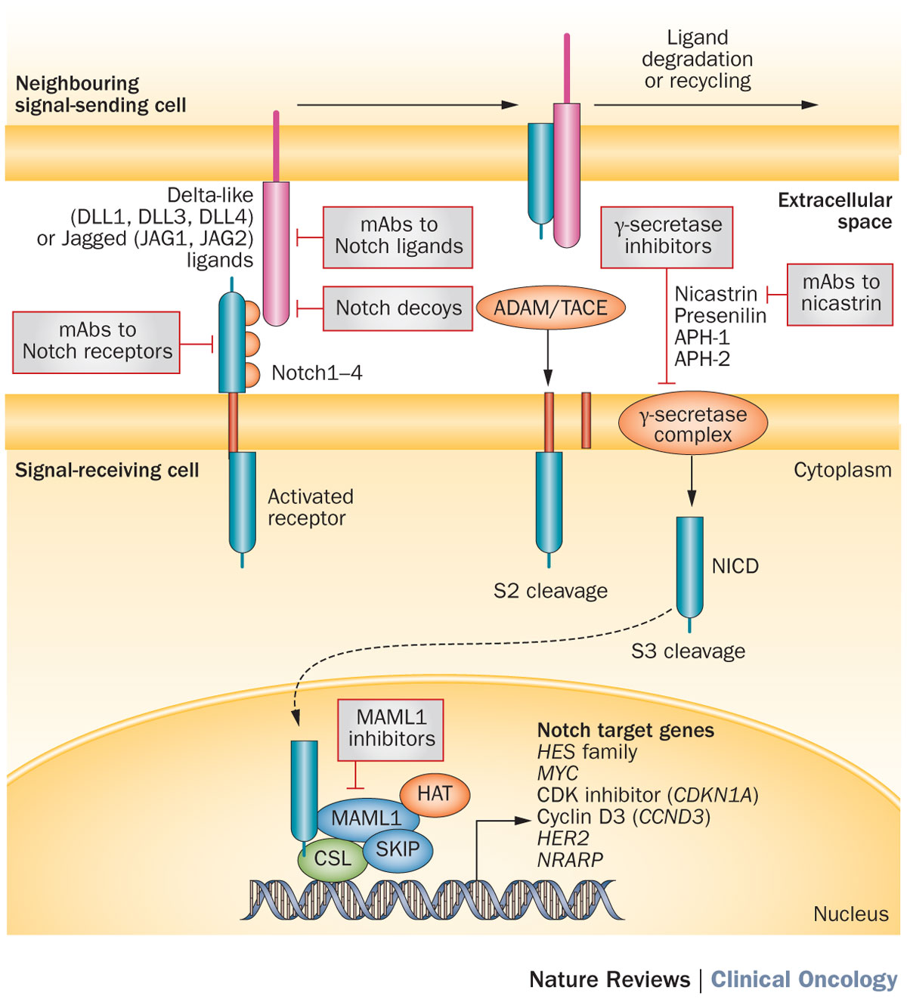 Ligand
degradation
or recycling
Neighbouring
signal-sending cell
Delta-like
(DLL1, DLL3, DLL4)
or Jagged (JAG1, JAG2)
ligands
mAbs to
Notch ligands
γ-secretase
inhibitors
Extracellular
space
Notch decoys
ADAM/TACE
Nicastrin
Presenilin
APH-1
APH-2
mAbs to
nicastrin
mAbs to
Notch receptors
Notch1–4
γ-secretase
complex
Signal-receiving cell
Cytoplasm
Activated
receptor
NICD
S2 cleavage
S3 cleavage
MAML1
inhibitors
HAT
MAML1
SKIP
CSL
Notch target genes
HES family
MYC
CDK inhibitor (CDKN1A)
Cyclin D3 (CCND3)
HER2
NRARP
Nucleus
Nature Reviews | Clinical Oncology